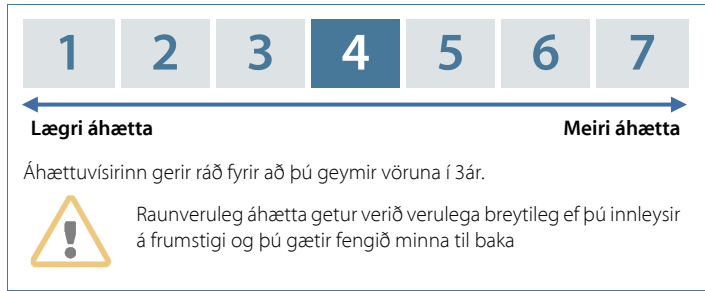 1 2 3 4 5 6 7
Lægri áhætta Meiri áhætta
Áhættuvísirinn gerir ráð fyrir að þú geymir vöruna í 3ár.
Raunveruleg áhætta getur verið verulega breytileg ef þú innleysir
á frumstigi og þú gætir fengið minna til baka